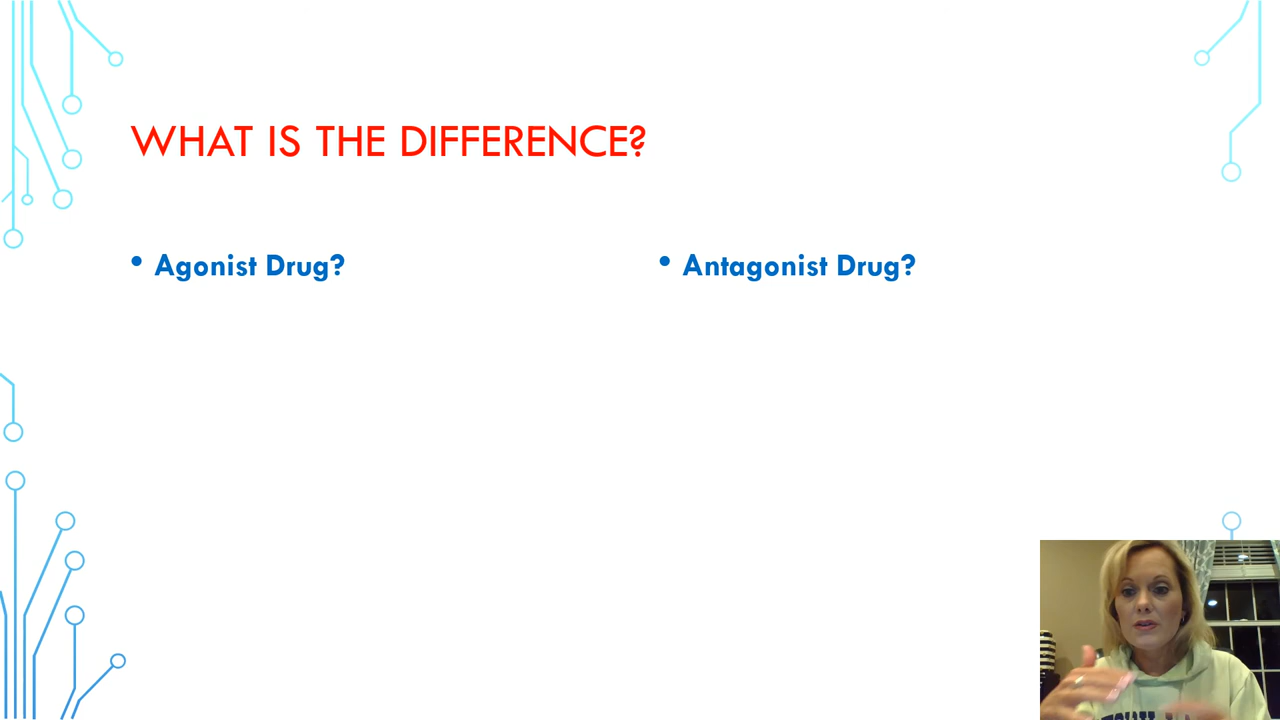 WHAT IS THE DIFFERENCE?
• Agonist Drug?
• Antagonist Drug?